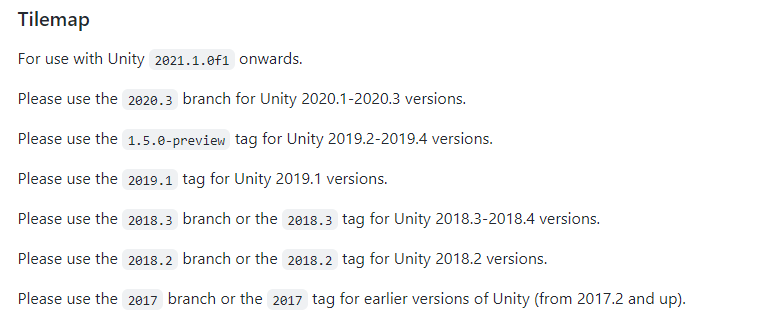 Tilemap
For use with Unity 2021.1.0f1 onwards.
Please use the 2020.3 branch for Unity 2020.1-2020.3 versions.
Please use the 1.5.0-preview tag for Unity 2019.2-2019.4 versions.
Please use the 2019.1 tag for Unity 2019.1 versions.
Please use the 2018.3 branch or the 2018.3 tag for Unity 2018.3-2018.4 versions.
Please use the 2018.2 branch or the 2018.2 tag for Unity 2018.2 versions.
Please use the 2017 branch or the 2017 tag for earlier versions of Unity (from 2017.2 and up).